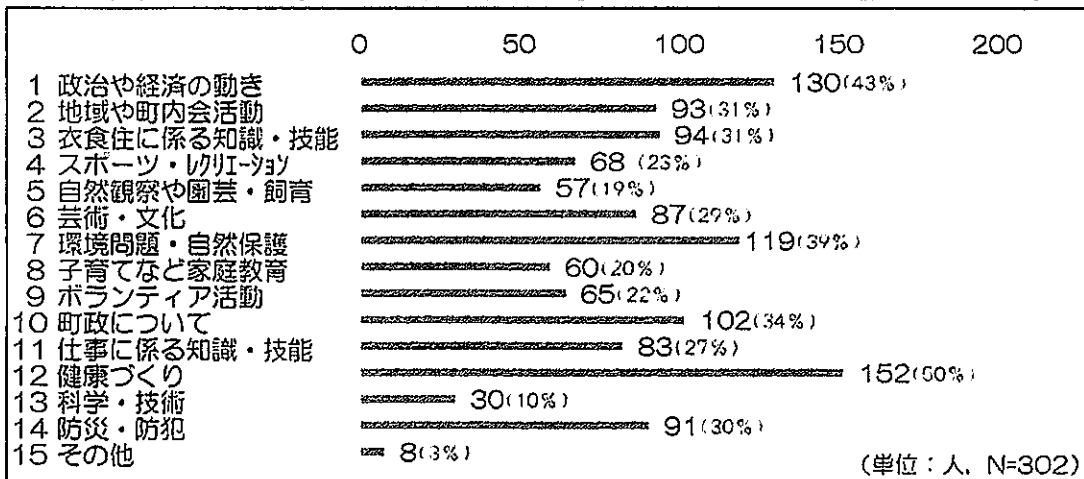 0 50 100 150 200
1 政治や経済の動き 130(43%)
2 地域や町内会活動 93(31%)
3 衣食住に係る知識・技能 94(31%)
4 スポーツ・レクリエーション 68(23%)
5 自然観察や園芸・飼育 57(19%)
6 芸術・文化 87(29%)
7 環境問題・自然保護 119(39%)
8 子育てなど家庭教育 60(20%)
9 ボランティア活動 65(22%)
10 町政について 102(34%)
11 仕事に係る知識・技能 83(27%)
12 健康づくり 152(50%)
13 科学・技術 30(10%)
14 防災・防犯 91(30%)
15 その他 8(3%)
(単位:人, N=302)